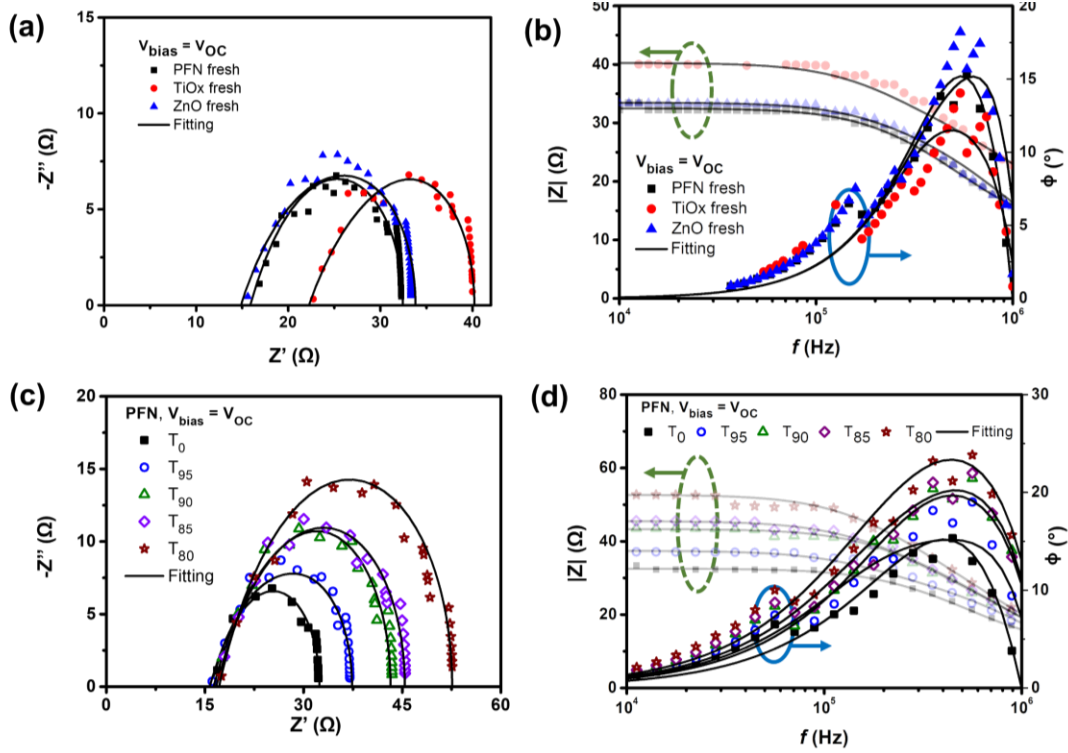 (a)
15
10
5
0
0 10 20 30 40
-Z'' (Ω)
Z' (Ω)
V_bias = V_OC
PFN fresh
TiOx fresh
ZnO fresh
Fitting
(b)
50
40
30
20
10
0
20
15
10
5
0
10^4 10^5 10^6
|Z| (Ω)
ϕ (°)
f (Hz)
V_bias = V_OC
PFN fresh
TiOx fresh
ZnO fresh
Fitting
(c)
20
15
10
5
0
0 15 30 45 60
-Z'' (Ω)
Z' (Ω)
PFN, V_bias = V_OC
T_0
T_95
T_90
T_85
T_80
Fitting
(d)
80
60
40
20
0
30
20
10
0
10^4 10^5 10^6
|Z| (Ω)
ϕ (°)
f (Hz)
PFN, V_bias = V_OC
T_0 T_95 T_90 T_85 T_80 Fitting